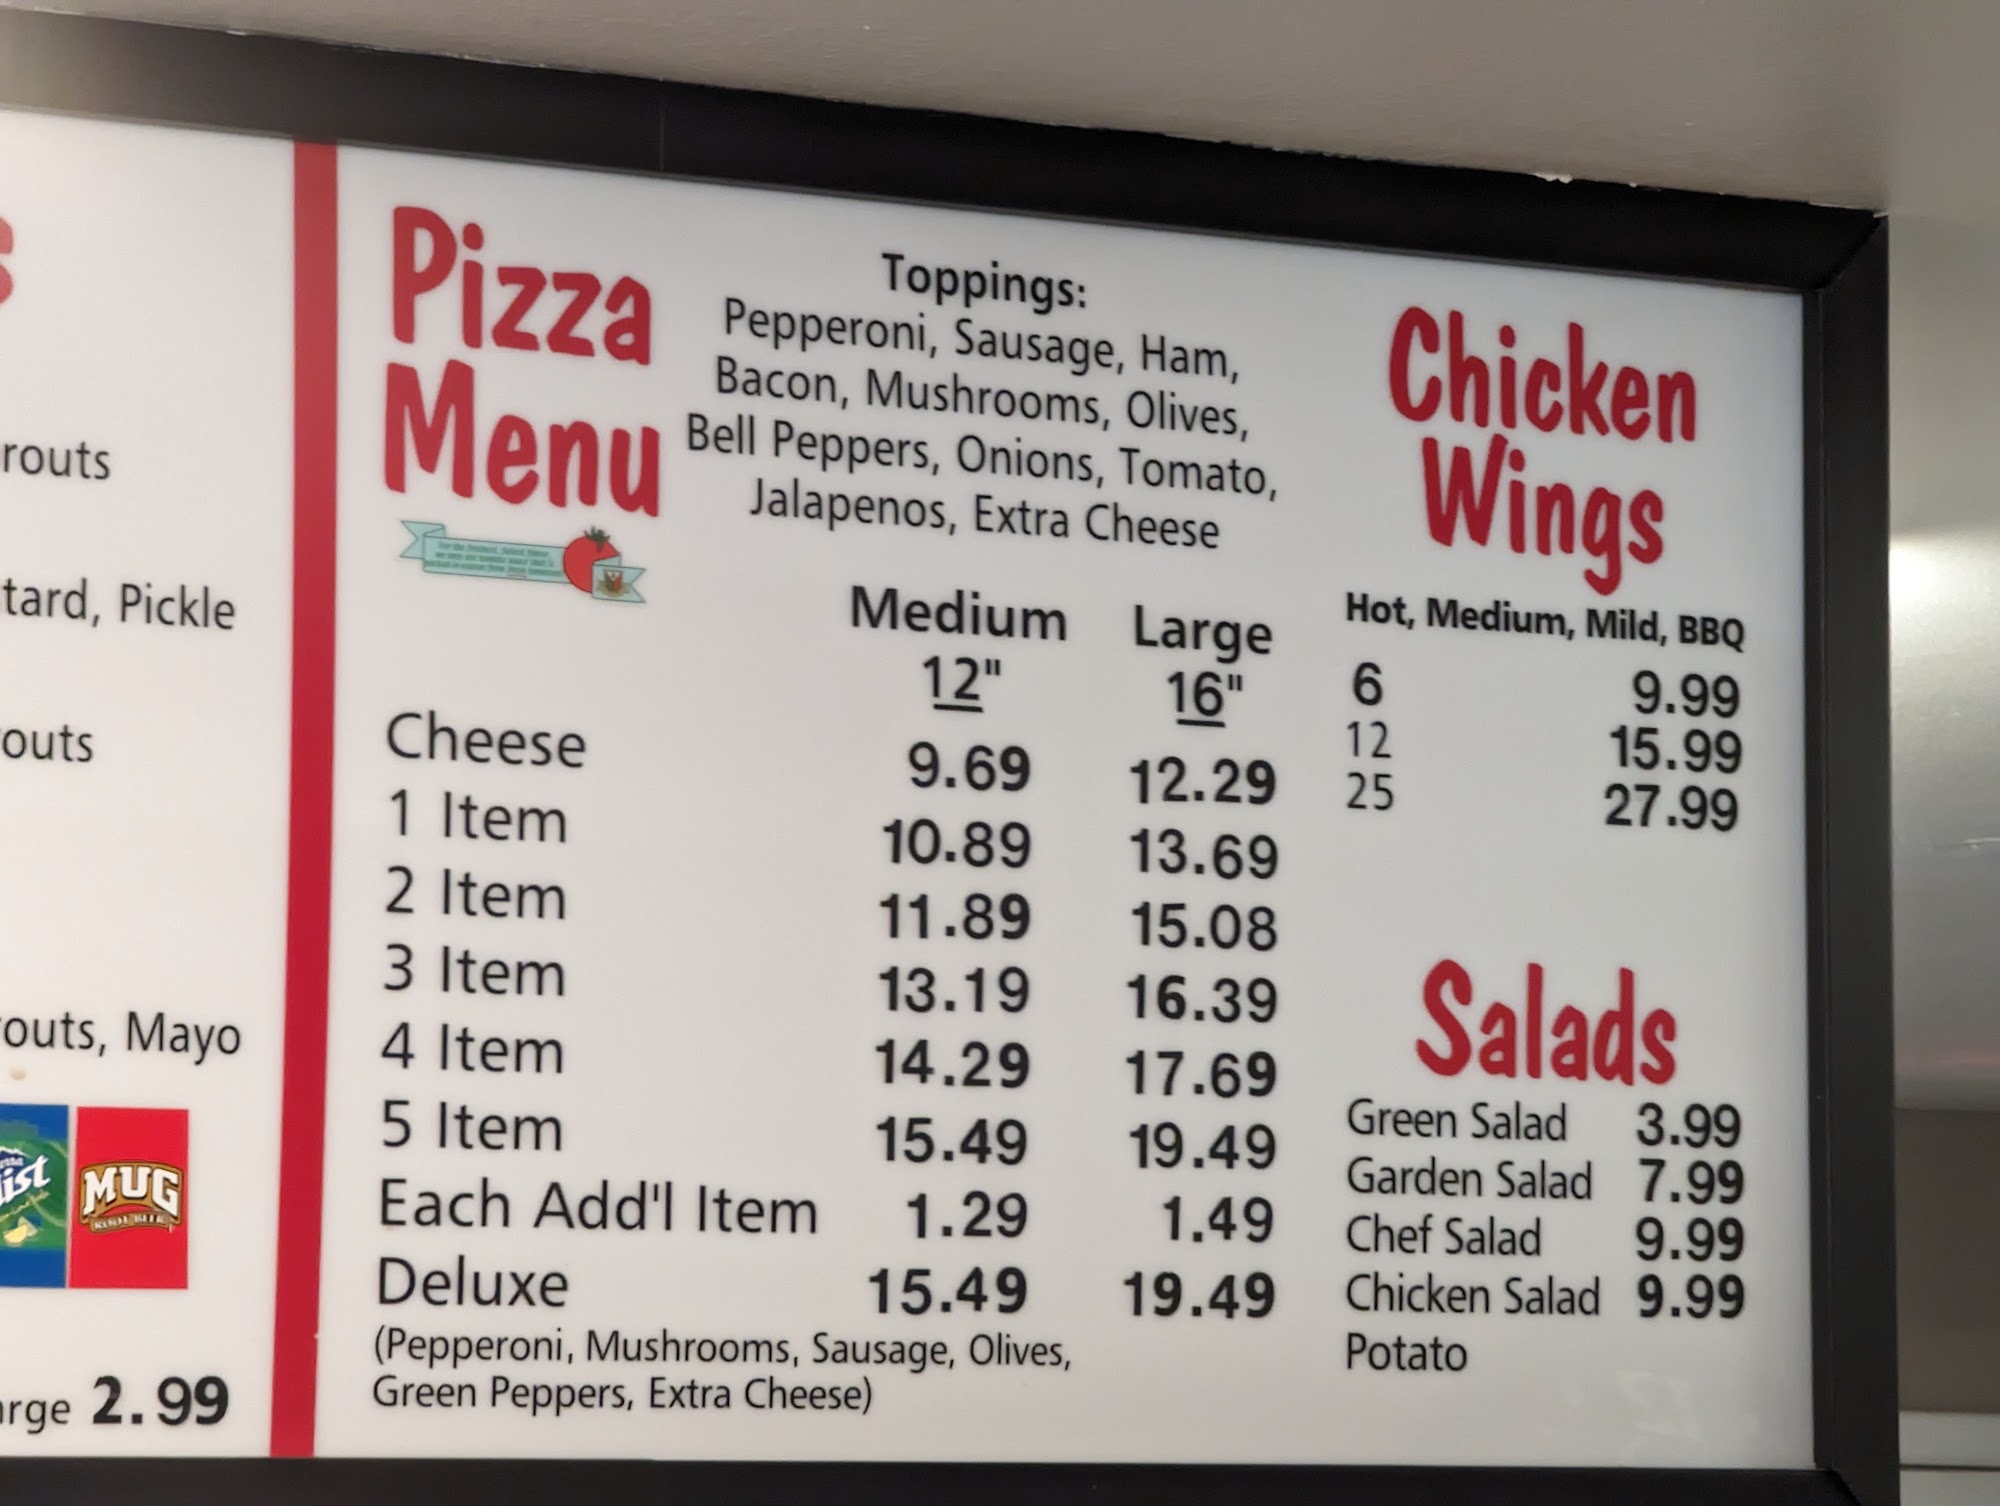 s
routs
tard, Pickle
outs
outs, Mayo
ist
MUG
ROOT BEER
arge 2.99
Pizza
Menu
Toppings:
Pepperoni, Sausage, Ham,
Bacon, Mushrooms, Olives,
Bell Peppers, Onions, Tomato,
Jalapenos, Extra Cheese
Medium Large
12" 16"
Cheese 9.69 12.29
1 Item 10.89 13.69
2 Item 11.89 15.08
3 Item 13.19 16.39
4 Item 14.29 17.69
5 Item 15.49 19.49
Each Add'l Item 1.29 1.49
Deluxe 15.49 19.49
(Pepperoni, Mushrooms, Sausage, Olives,
Green Peppers, Extra Cheese)
Chicken
Wings
Hot, Medium, Mild, BBQ
6 9.99
12 15.99
25 27.99
Salads
Green Salad 3.99
Garden Salad 7.99
Chef Salad 9.99
Chicken Salad 9.99
Potato